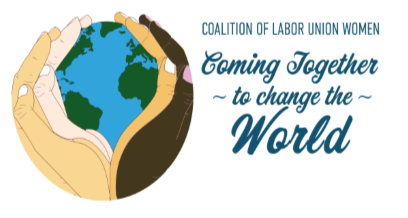 COALITION OF LABOR UNION WOMEN
Coming Together
~ to change the ~
World